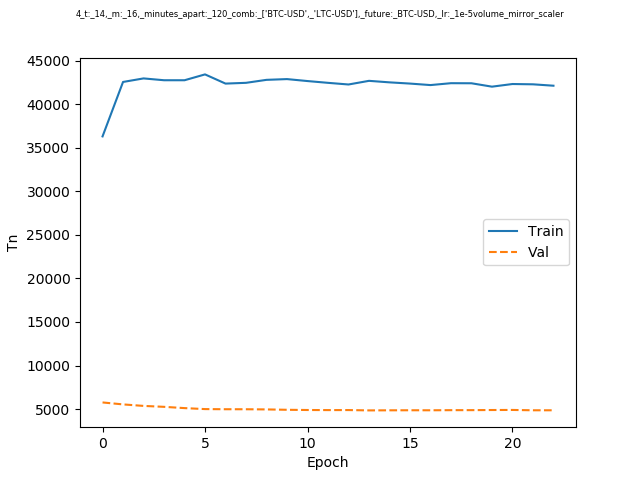 4_t:_14,_m:_16,_minutes_apart:_120_comb:_['BTC-USD',_'LTC-USD'],_future:_BTC-USD,_lr:_1e-5volume_mirror_scaler
45000
40000
35000
30000
25000
20000
15000
10000
5000
Tn
Train
Val
0 5 10 15 20
Epoch